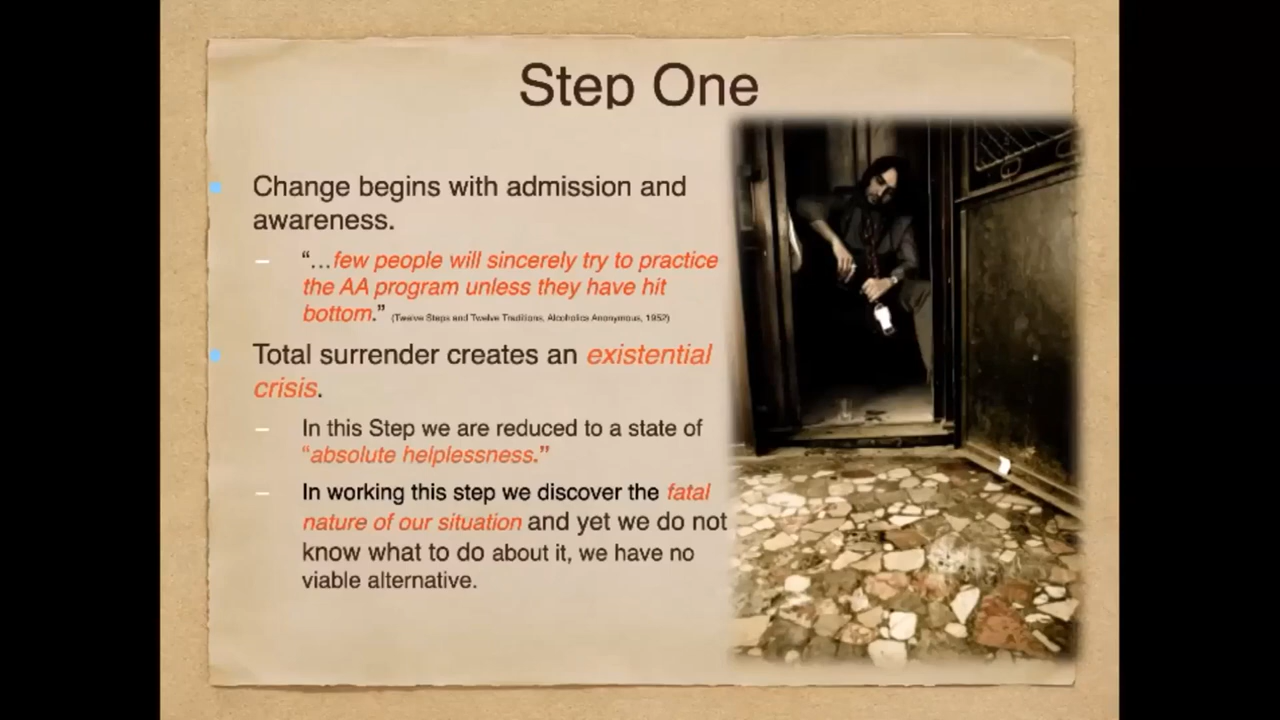 Step One
Change begins with admission and
awareness.
“…few people will sincerely try to practice
the AA program unless they have hit
bottom.” (Twelve Steps and Twelve Traditions, Alcoholics Anonymous, 1952)
Total surrender creates an existential
crisis.
In this Step we are reduced to a state of
“absolute helplessness.”
In working this step we discover the fatal
nature of our situation and yet we do not
know what to do about it, we have no
viable alternative.